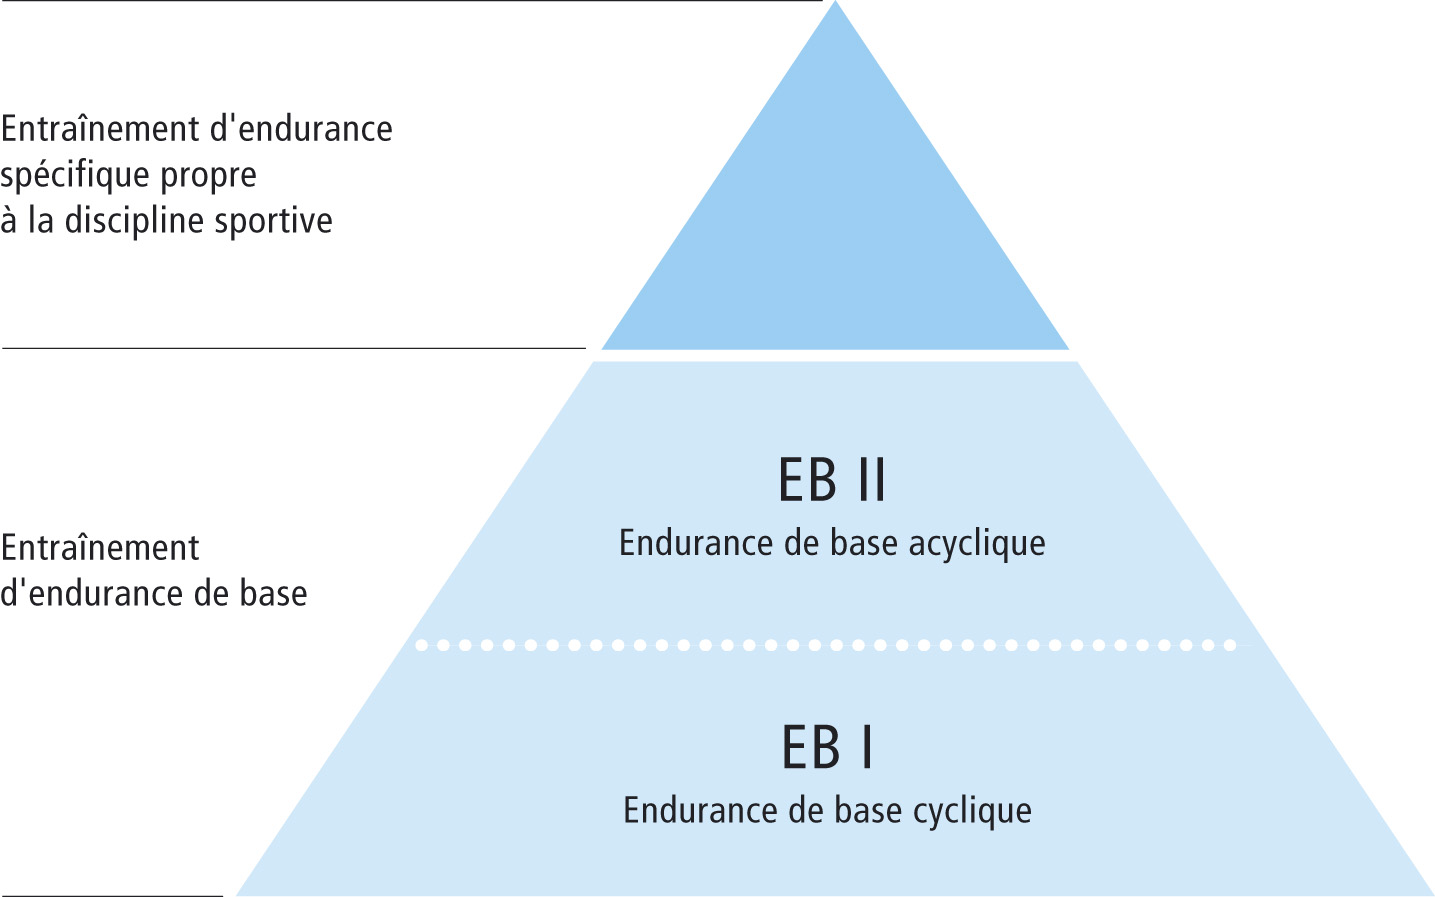 Entraînement d'endurance
spécifique propre
à la discipline sportive
EB II
Endurance de base acyclique
Entraînement
d'endurance de base
EB I
Endurance de base cyclique